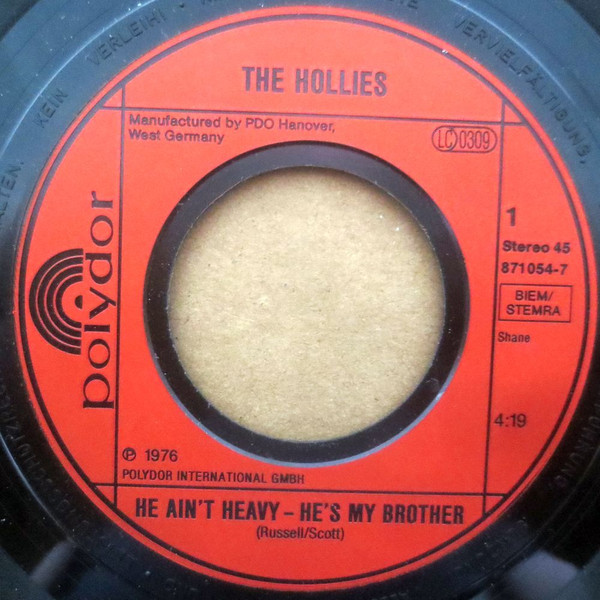 KEIN VERLEIH!
VERVIELFÄLTIGUNG,
THE HOLLIES
Manufactured by PDO Hanover,
West Germany
LC 0309
polydor
1
Stereo 45
871054-7
BIEM/
STEMRA
Shane
4:19
℗ 1976
POLYDOR INTERNATIONAL GMBH
HE AIN'T HEAVY – HE'S MY BROTHER
(Russell/Scott)